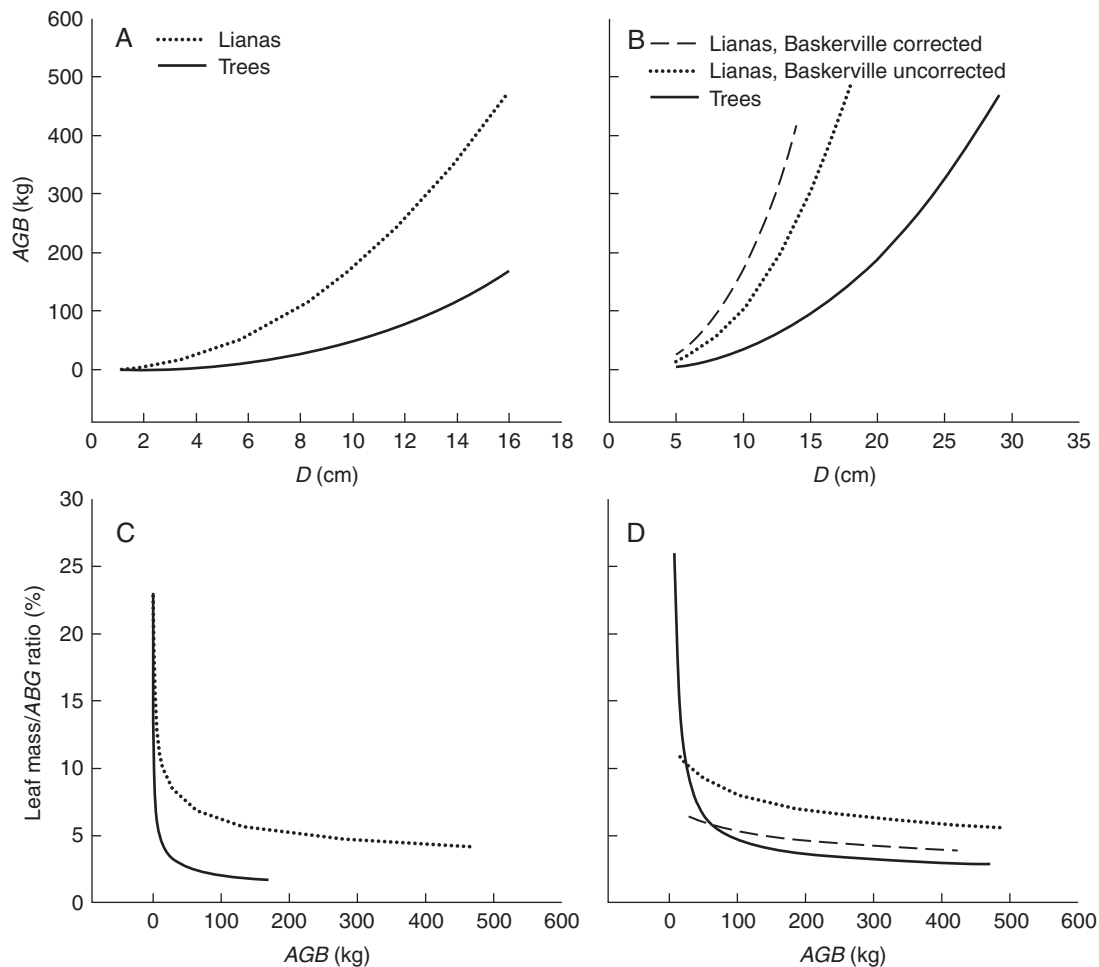 A
Lianas
Trees
600
500
400
300
200
100
0
AGB (kg)
0 2 4 6 8 10 12 14 16 18
D (cm)
B
Lianas, Baskerville corrected
Lianas, Baskerville uncorrected
Trees
0 5 10 15 20 25 30 35
D (cm)
C
30
25
20
15
10
5
0
Leaf mass/ABG ratio (%)
0 100 200 300 400 500 600
AGB (kg)
D
0 100 200 300 400 500 600
AGB (kg)